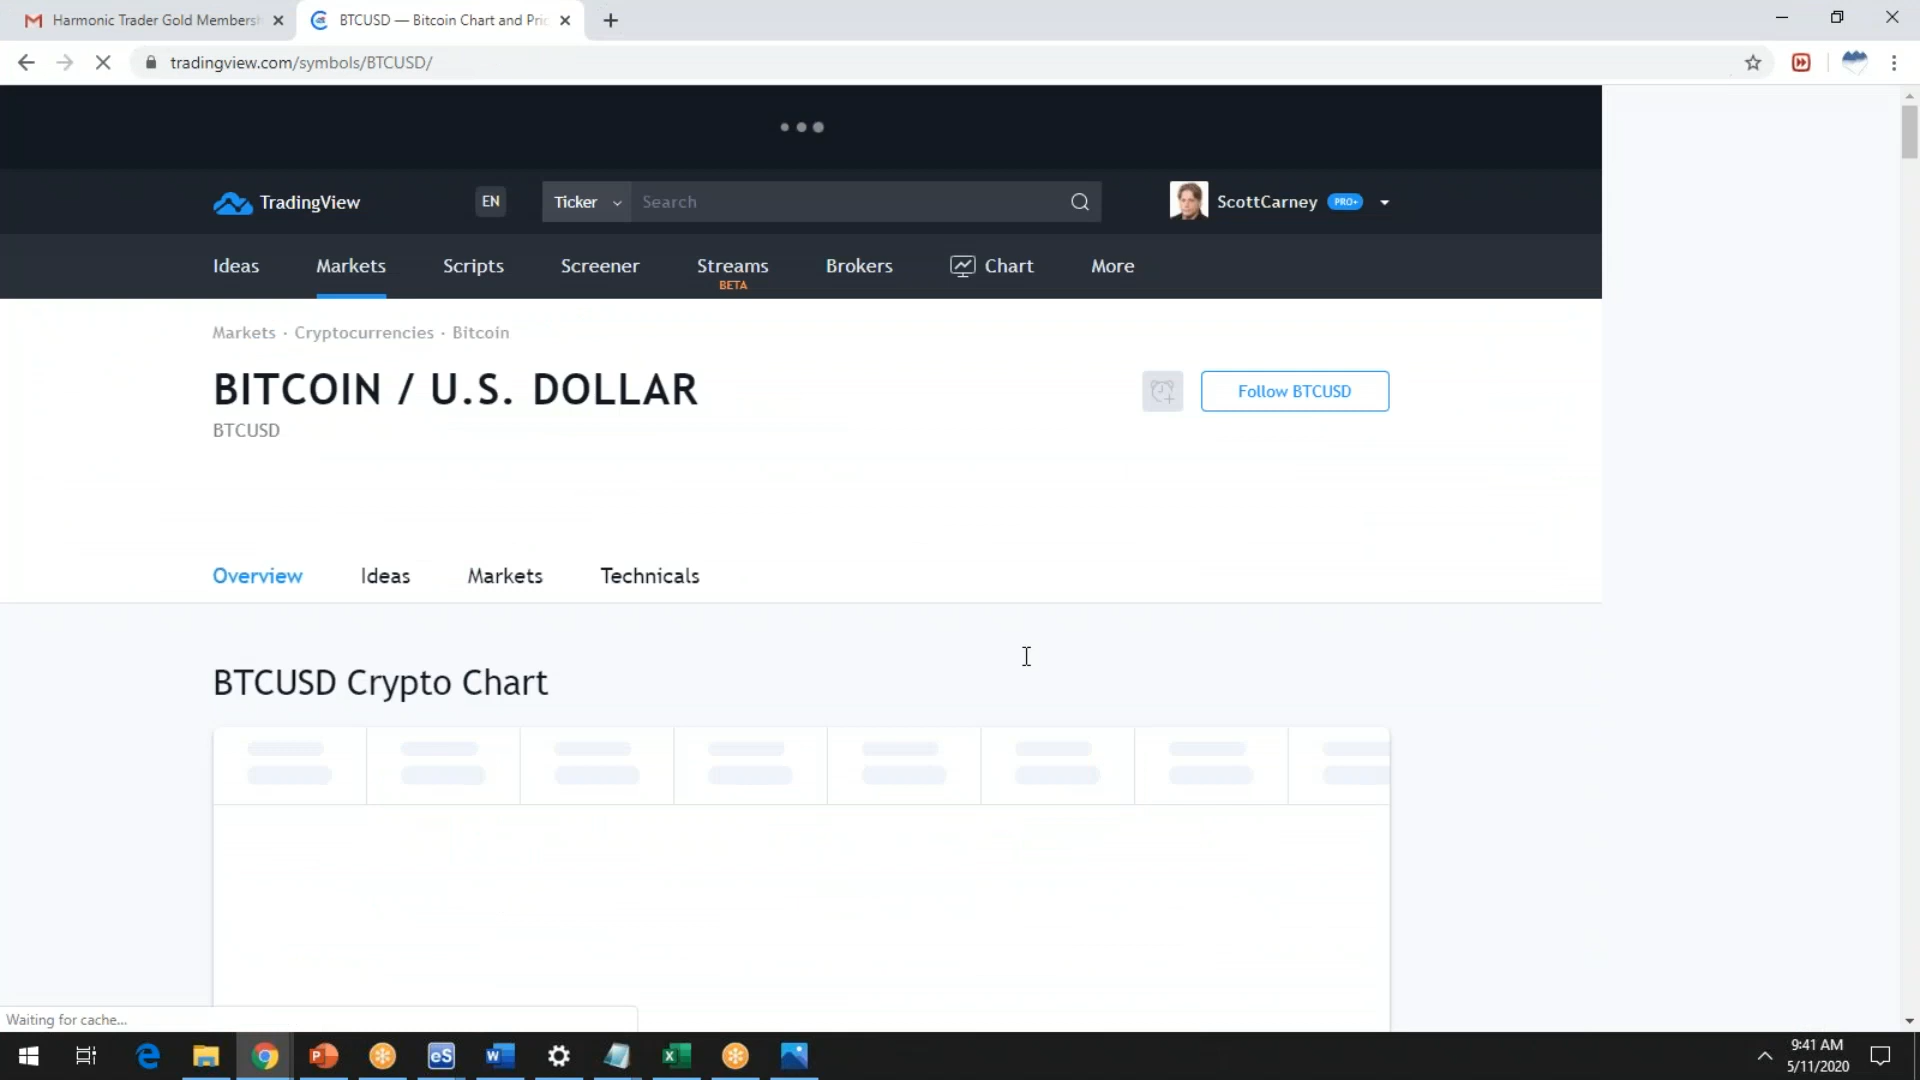 Harmonic Trader Gold Membersh
BTCUSD — Bitcoin Chart and Pric
tradingview.com/symbols/BTCUSD/
TradingView
EN
Ticker
Search
ScottCarney
PRO+
Ideas
Markets
Scripts
Screener
Streams
BETA
Brokers
Chart
More
Markets · Cryptocurrencies · Bitcoin
BITCOIN / U.S. DOLLAR
BTCUSD
Follow BTCUSD
Overview
Ideas
Markets
Technicals
BTCUSD Crypto Chart
Waiting for cache...
eS
9:41 AM
5/11/2020